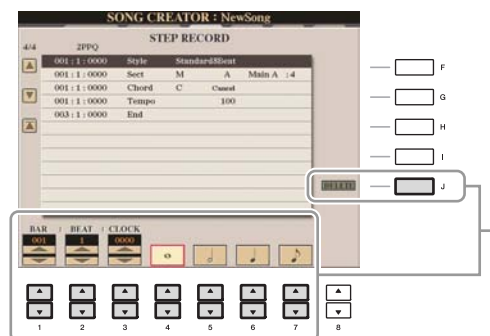 SONG CREATOR : NewSong
STEP RECORD
4/4 2PPQ
001 : 1 : 0000 Style Standard8Beat
001 : 1 : 0000 Sect M A Main A : 4
001 : 1 : 0000 Chord C Cancel
001 : 1 : 0000 Tempo 100
003 : 1 : 0000 End
F
G
H
I
DELETE J
BAR : BEAT : CLOCK
001 1 0000
1 2 3 4 5 6 7 8